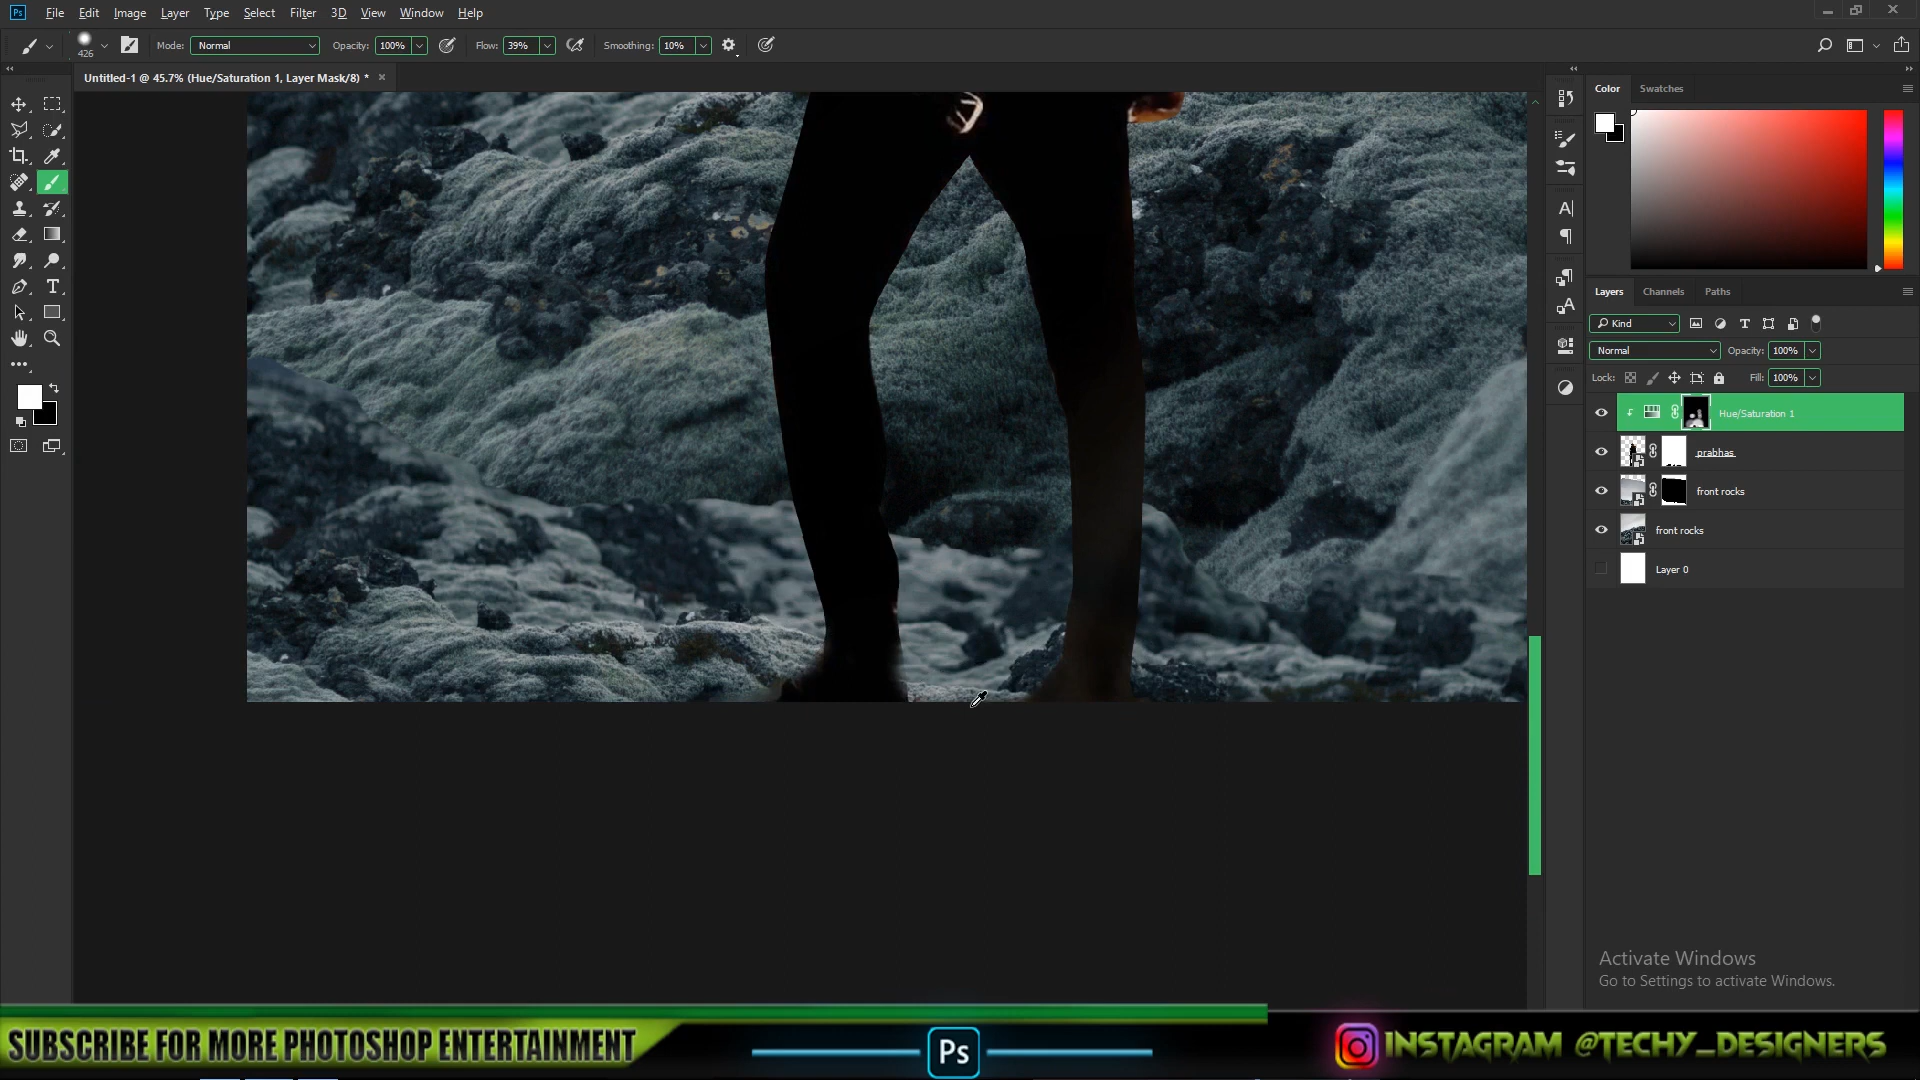 Ps File Edit Image Layer Type Select Filter 3D View Window Help
426 Mode: Normal Opacity: 100% Flow: 39% Smoothing: 10%
Untitled-1 @ 45.7% (Hue/Saturation 1, Layer Mask/8) * ×
Color Swatches
Layers Channels Paths
Kind
Normal Opacity: 100%
Lock: Fill: 100%
Hue/Saturation 1
prabhas
front rocks
front rocks
Layer 0
Activate Windows
Go to Settings to activate Windows.
SUBSCRIBE FOR MORE PHOTOSHOP ENTERTAINMENT
Ps
INSTAGRAM @TECHY_DESIGNERS